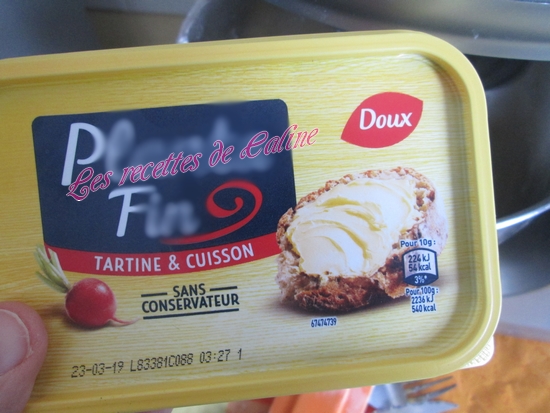 Doux
Les recettes de Caline
Fin
TARTINE & CUISSON
SANS
CONSERVATEUR
Pour 10g:
224 kJ
54 kcal
3%*
Pour 100g:
2236 kJ
540 kcal
67474739
23-03-19 L83381C088 03:27 1